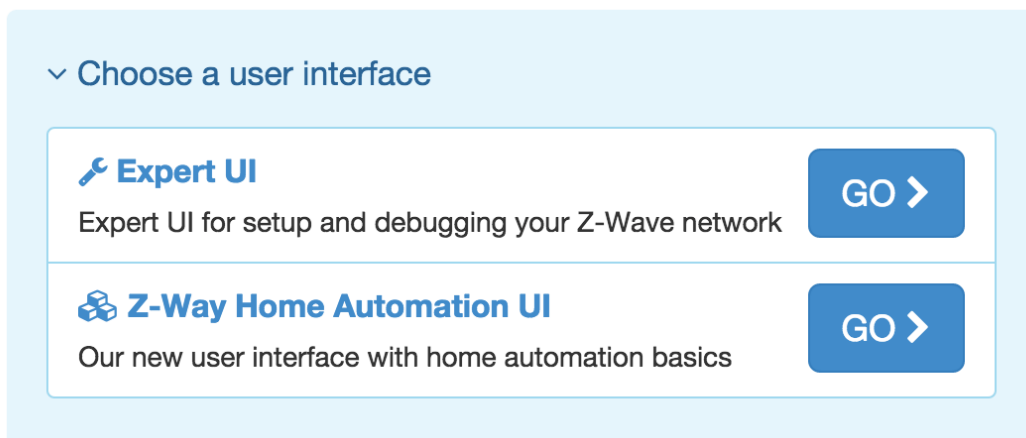 Choose a user interface
Expert UI
Expert UI for setup and debugging your Z-Wave network
GO
Z-Way Home Automation UI
Our new user interface with home automation basics
GO